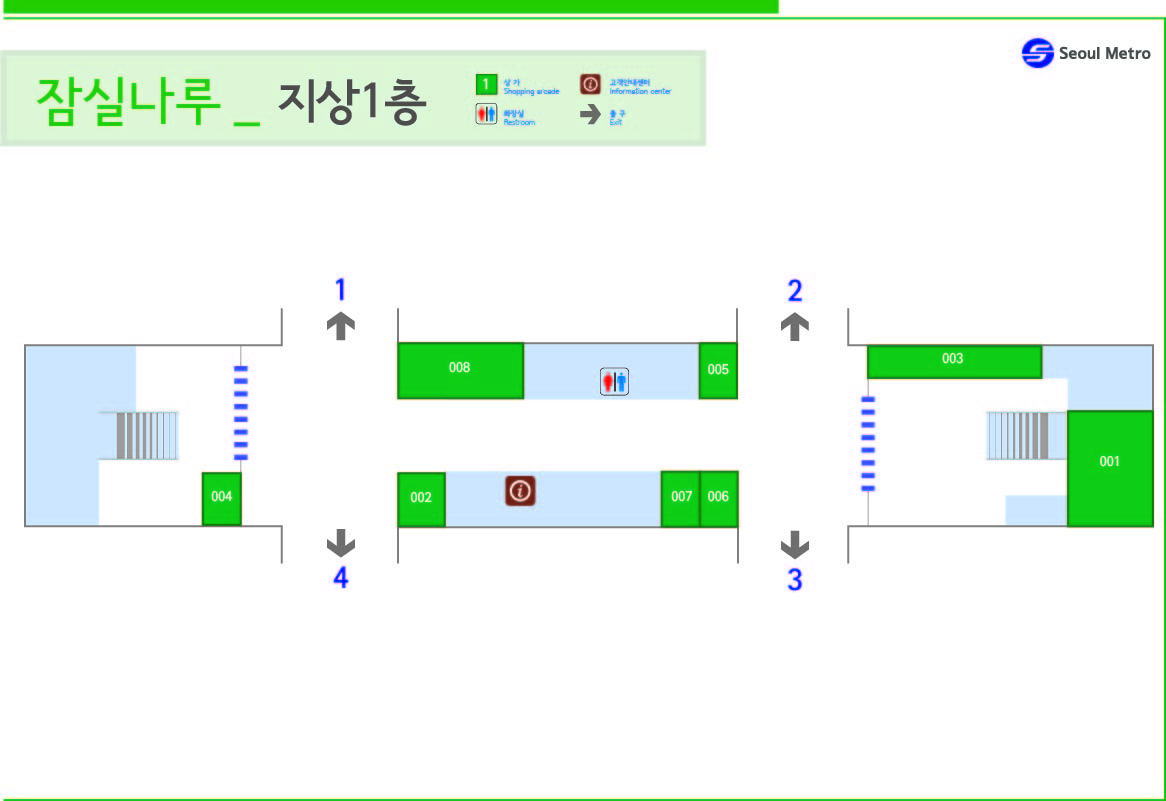 Seoul Metro
잠실나루 _ 지상1층
1 상 가 Shopping arcade
고객안내센터 Information center
화장실 Restroom
출 구 Exit
1
2
008
005
003
001
004
002
007
006
4
3